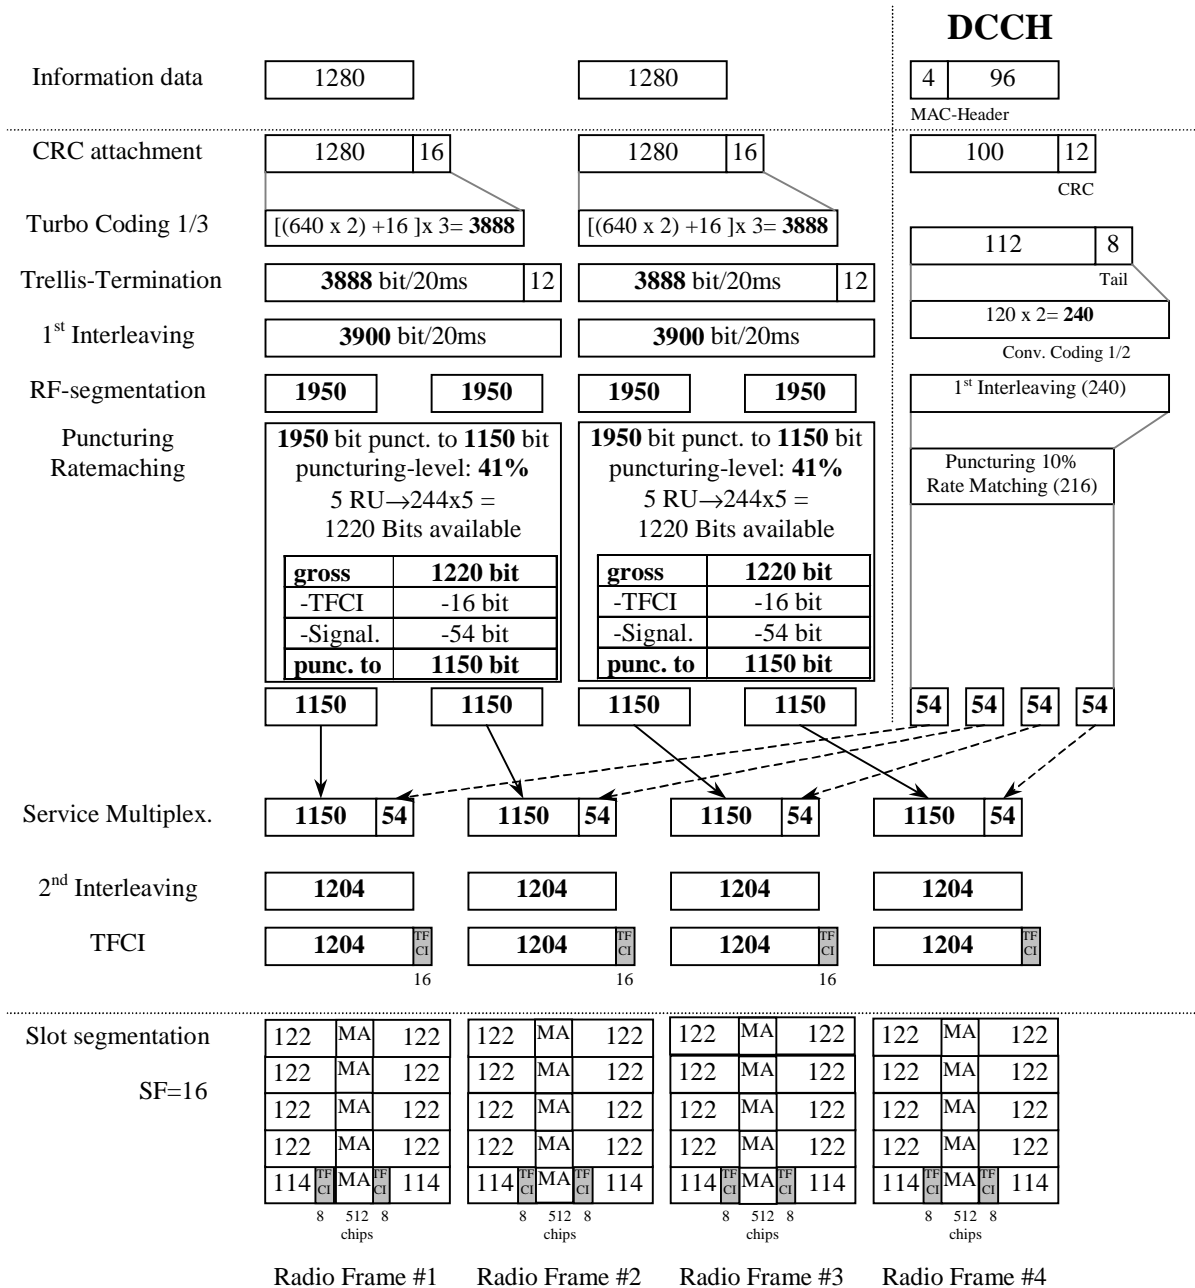 DCCH
Information data 1280 1280 4 96
MAC-Header
CRC attachment 1280 16 1280 16 100 12
CRC
Turbo Coding 1/3 [(640 x 2) +16 ]x 3= 3888 [(640 x 2) +16 ]x 3= 3888
112 8
Tail
Trellis-Termination 3888 bit/20ms 12 3888 bit/20ms 12
120 x 2= 240
Conv. Coding 1/2
1st Interleaving 3900 bit/20ms 3900 bit/20ms
RF-segmentation 1950 1950 1950 1950 1st Interleaving (240)
Puncturing
Ratemaching
1950 bit punct. to 1150 bit
puncturing-level: 41%
5 RU→244x5 =
1220 Bits available
gross 1220 bit
-TFCI -16 bit
-Signal. -54 bit
punc. to 1150 bit
1950 bit punct. to 1150 bit
puncturing-level: 41%
5 RU→244x5 =
1220 Bits available
gross 1220 bit
-TFCI -16 bit
-Signal. -54 bit
punc. to 1150 bit
Puncturing 10%
Rate Matching (216)
1150 1150 1150 1150 54 54 54 54
Service Multiplex. 1150 54 1150 54 1150 54 1150 54
2nd Interleaving 1204 1204 1204 1204
TFCI 1204 TF CI 1204 TF CI 1204 TF CI 1204 TF CI
16 16 16
Slot segmentation 122 MA 122 122 MA 122 122 MA 122 122 MA 122
122 MA 122 122 MA 122 122 MA 122 122 MA 122
SF=16
122 MA 122 122 MA 122 122 MA 122 122 MA 122
122 MA 122 122 MA 122 122 MA 122 122 MA 122
114 TF CI MA TF CI 114 114 TF CI MA TF CI 114 114 TF CI MA TF CI 114 114 TF CI MA TF CI 114
8 512 8 8 512 8 8 512 8 8 512 8
chips chips chips chips
Radio Frame #1 Radio Frame #2 Radio Frame #3 Radio Frame #4